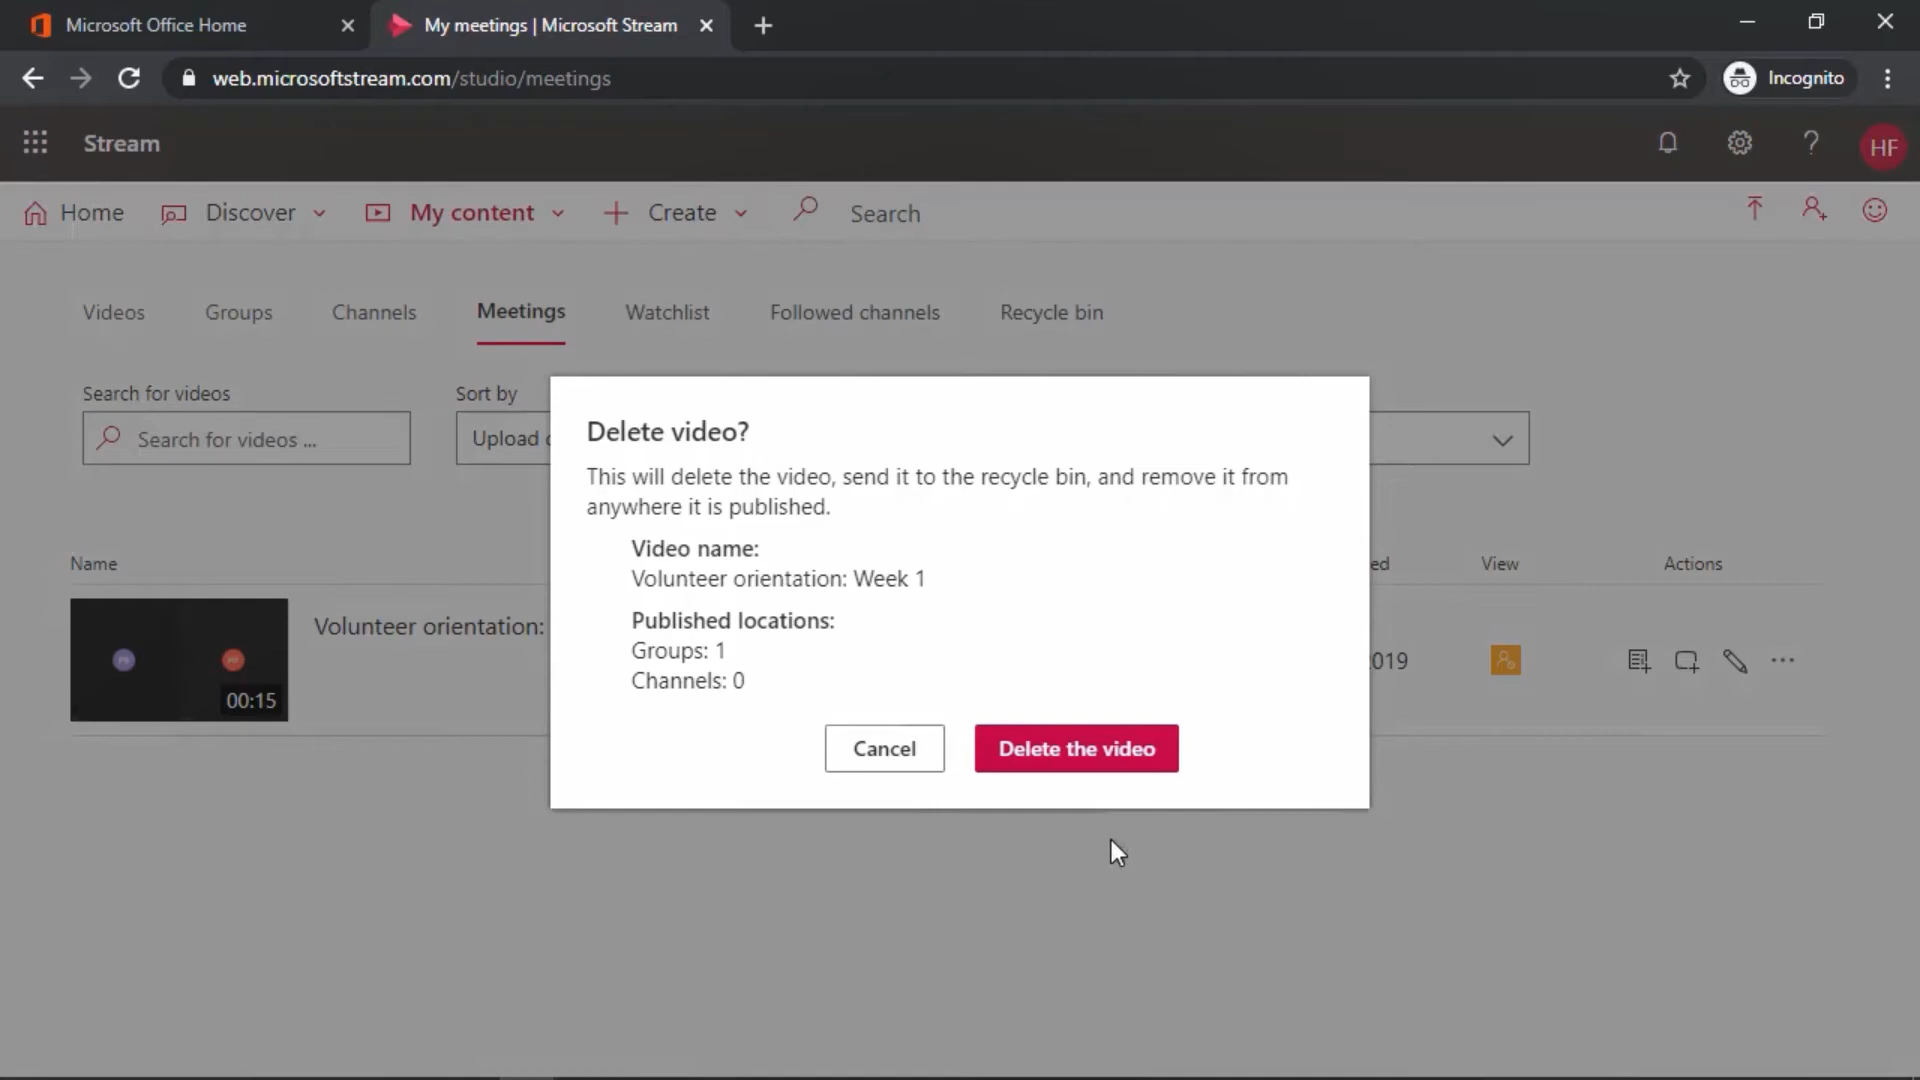 Microsoft Office Home
My meetings | Microsoft Stream
web.microsoftstream.com/studio/meetings
Incognito
Stream
HF
Home
Discover
My content
Create
Search
Videos
Groups
Channels
Meetings
Watchlist
Followed channels
Recycle bin
Search for videos
Sort by
Search for videos ...
Upload
Delete video?
This will delete the video, send it to the recycle bin, and remove it from
anywhere it is published.
Video name:
Volunteer orientation: Week 1
Published locations:
Groups: 1
Channels: 0
Cancel
Delete the video
Name
ed
View
Actions
Volunteer orientation:
00:15
2019